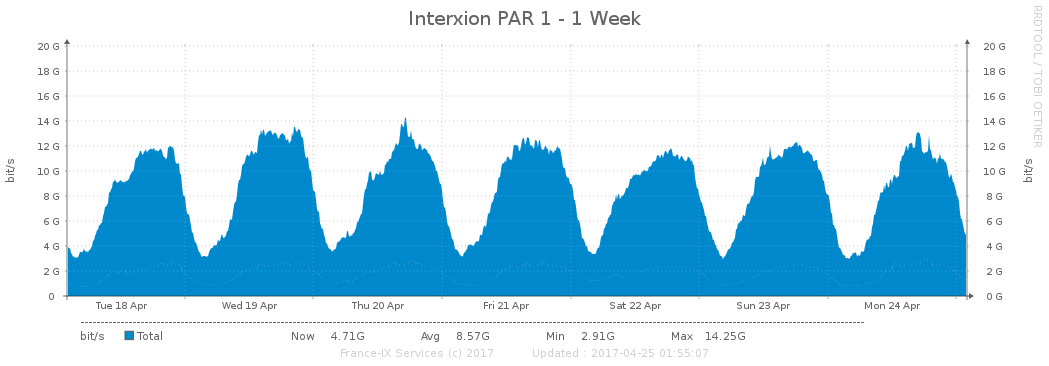 Interxion PAR 1 - 1 Week
RRDTOOL / TOBI OETIKER
20 G 20 G
18 G 18 G
16 G 16 G
14 G 14 G
12 G 12 G
10 G 10 G
8 G 8 G
6 G 6 G
4 G 4 G
2 G 2 G
0 0 G
bit/s bit/s
Tue 18 Apr Wed 19 Apr Thu 20 Apr Fri 21 Apr Sat 22 Apr Sun 23 Apr Mon 24 Apr
bit/s Total Now 4.71G Avg 8.57G Min 2.91G Max 14.25G
France-IX Services (c) 2017 Updated : 2017-04-25 01:55:07